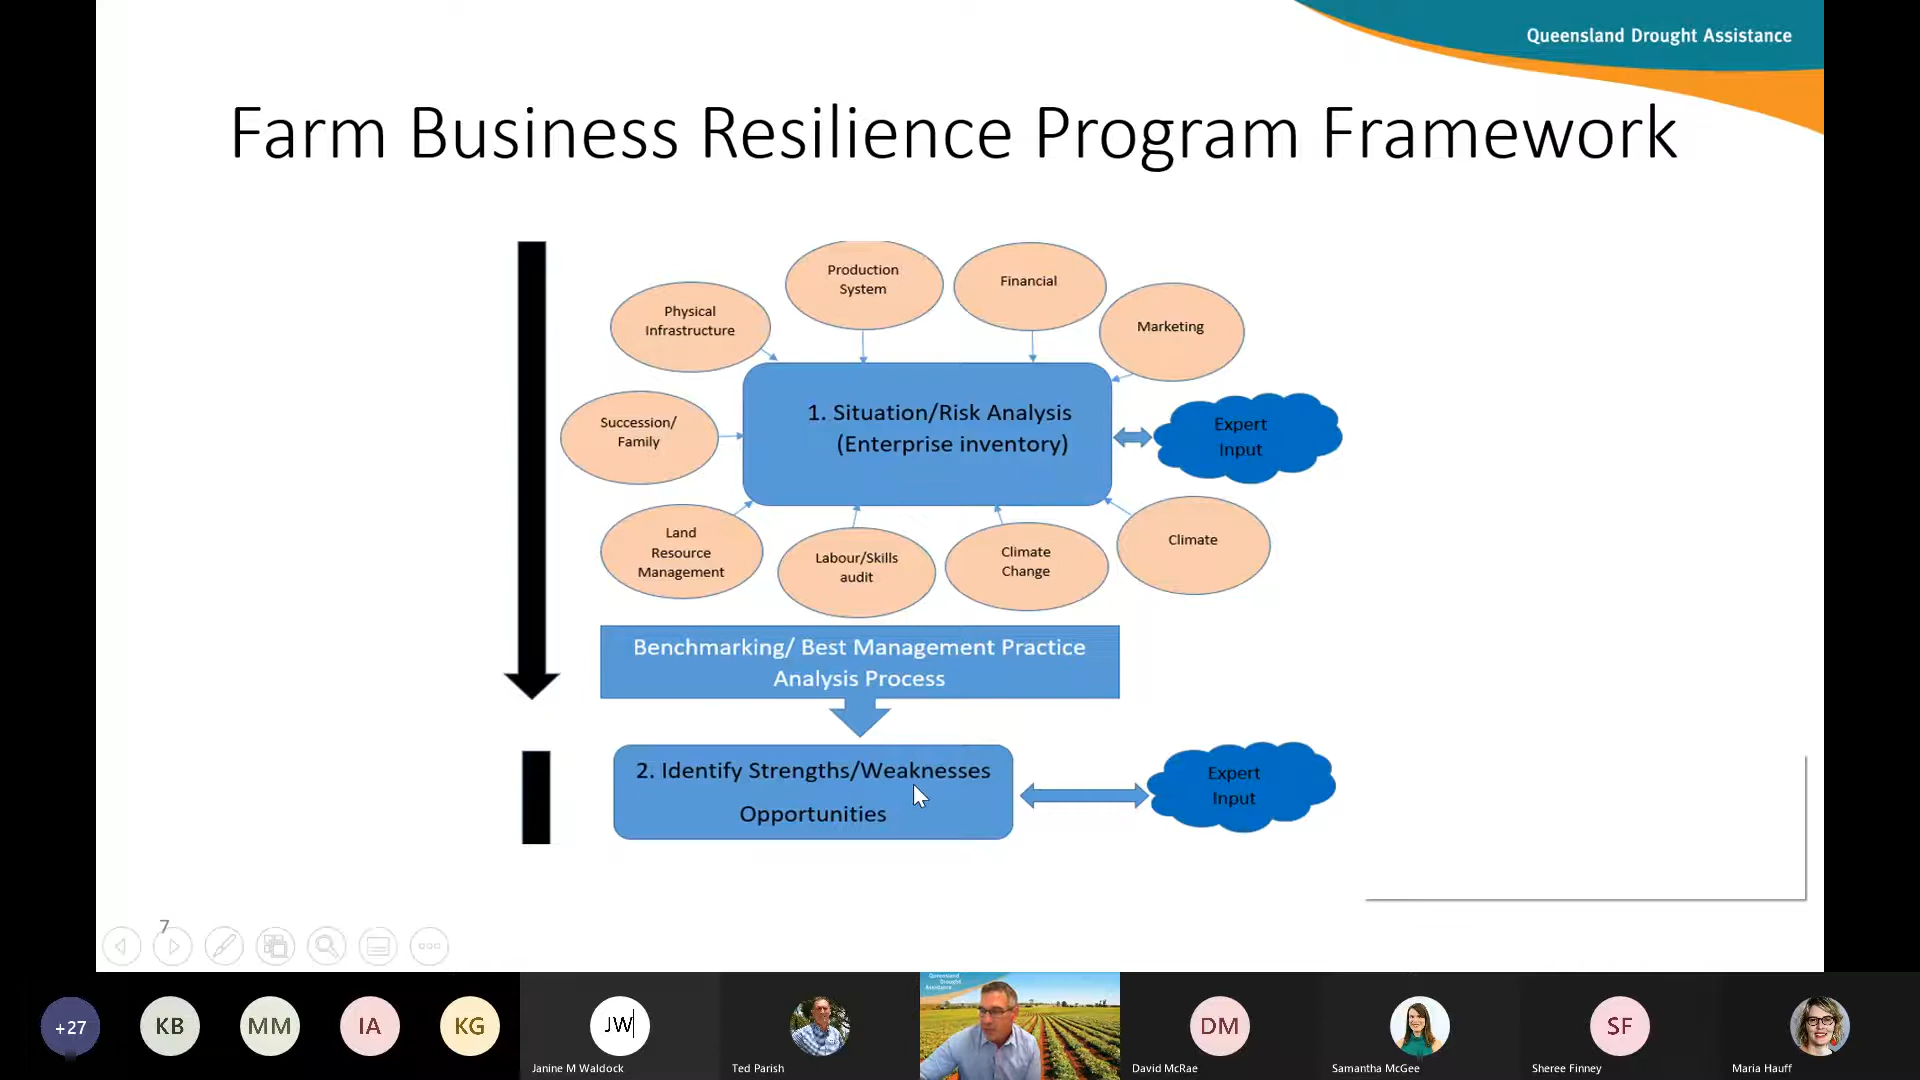 Queensland Drought Assistance
Farm Business Resilience Program Framework
Production
System
Financial
Physical
Infrastructure
Marketing
1. Situation/Risk Analysis
(Enterprise inventory)
Succession/
Family
Expert
Input
Land
Resource
Management
Labour/Skills
audit
Climate
Change
Climate
Benchmarking/ Best Management Practice
Analysis Process
2. Identify Strengths/Weaknesses
Opportunities
Expert
Input
7
+27
KB
MM
IA
KG
JW
Janine M Waldock
Ted Parish
Queensland
Drought
Assistance
DM
David McRae
Samantha McGee
SF
Sheree Finney
Maria Hauff